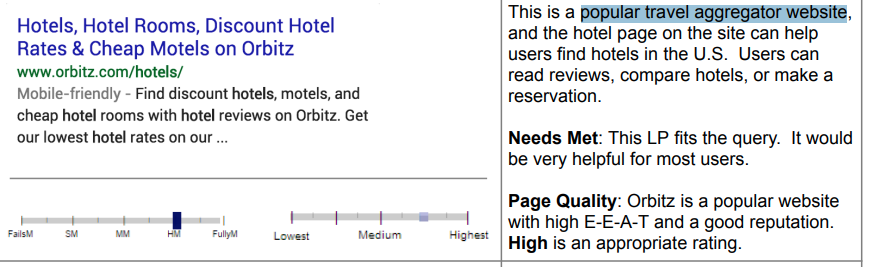 Hotels, Hotel Rooms, Discount Hotel
Rates & Cheap Motels on Orbitz
www.orbitz.com/hotels/
Mobile-friendly - Find discount hotels, motels, and
cheap hotel rooms with hotel reviews on Orbitz. Get
our lowest hotel rates on our ...
FailsM SM MM HM FullyM
Lowest Medium Highest
This is a popular travel aggregator website,
and the hotel page on the site can help
users find hotels in the U.S. Users can
read reviews, compare hotels, or make a
reservation.
Needs Met: This LP fits the query. It would
be very helpful for most users.
Page Quality: Orbitz is a popular website
with high E-E-A-T and a good reputation.
High is an appropriate rating.